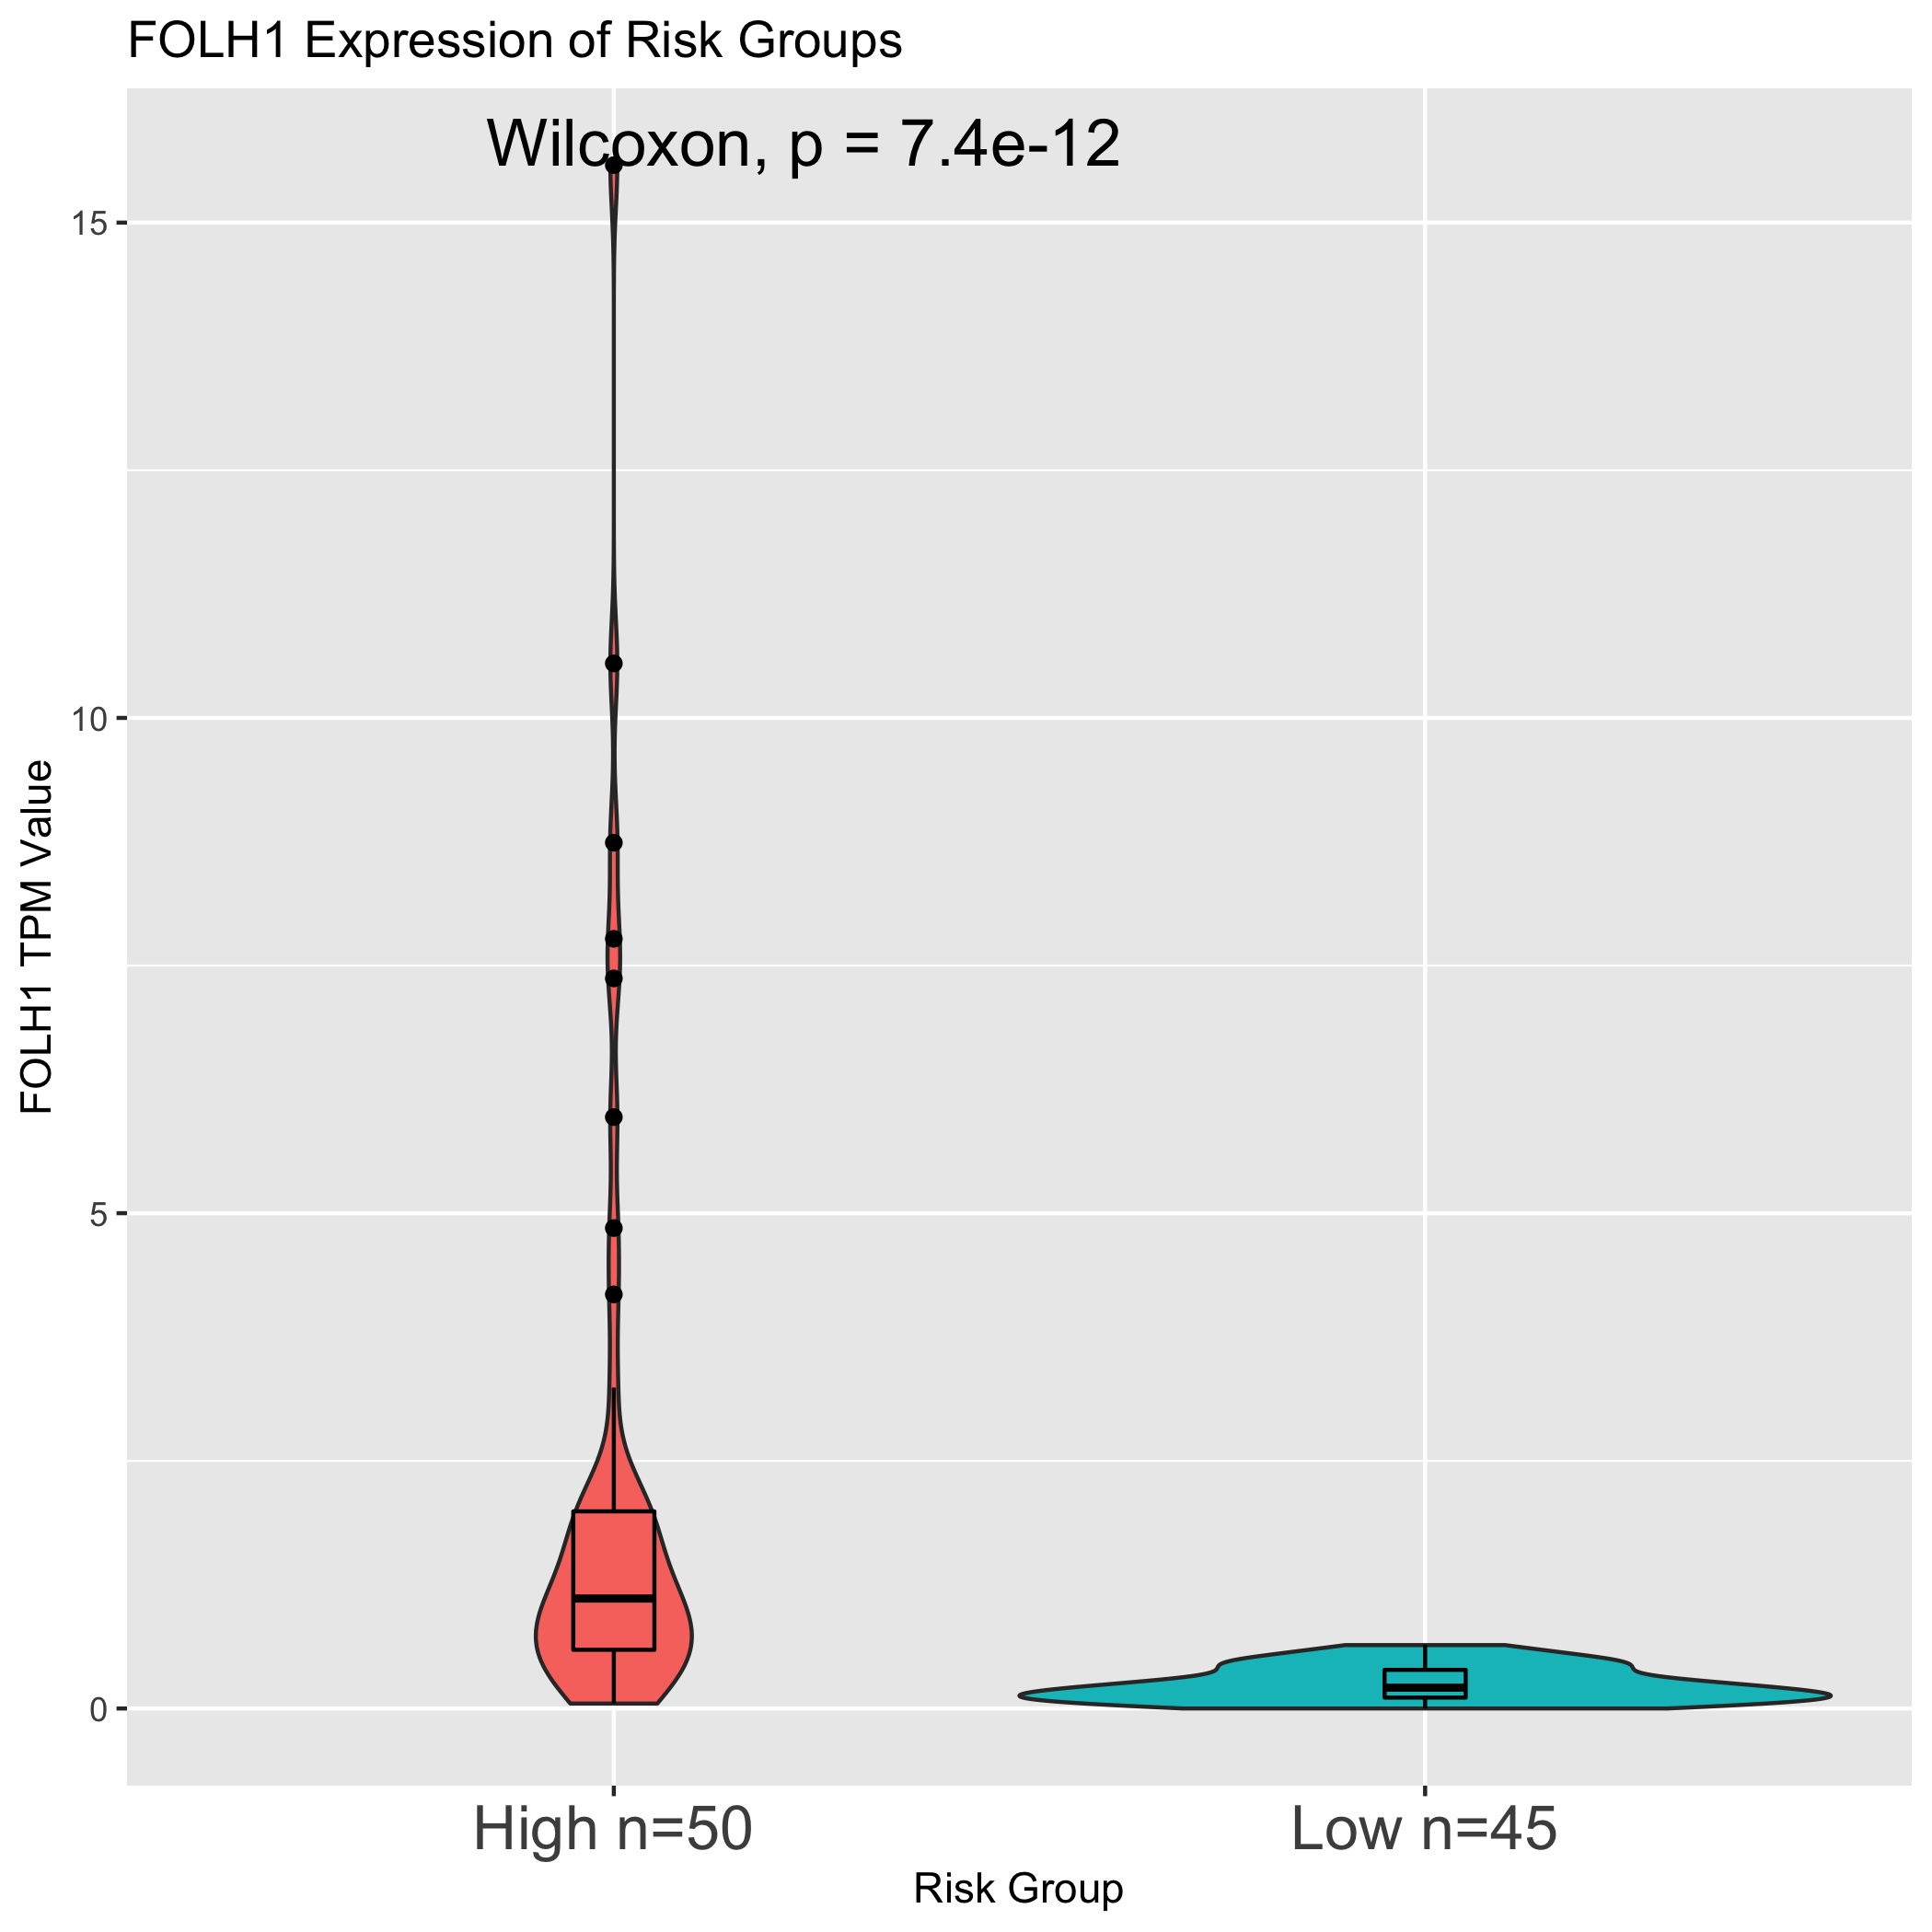 FOLH1 Expression of Risk Groups
Wilcoxon, p = 7.4e-12
15
10
5
0
FOLH1 TPM Value
High n=50
Low n=45
Risk Group